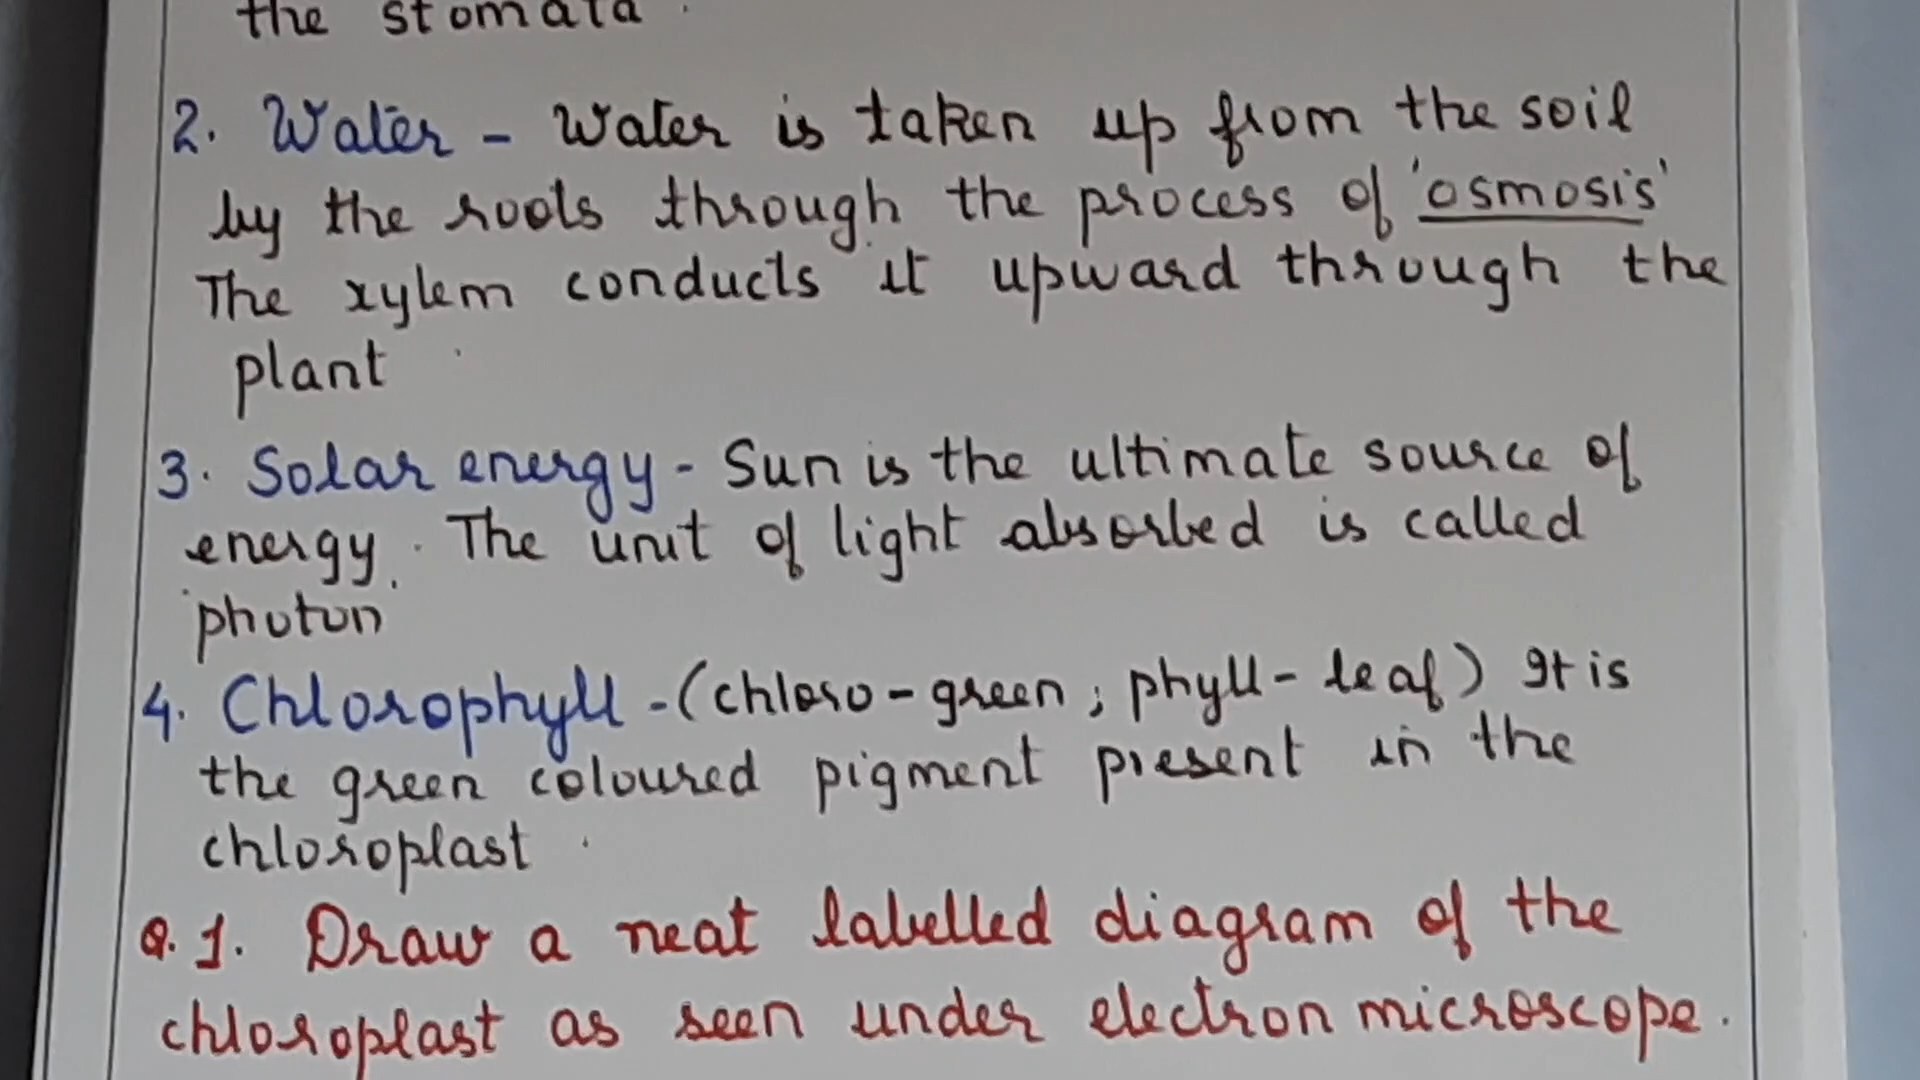 the stomata.
2. Water - Water is taken up from the soil
by the roots through the process of 'osmosis'
The xylem conducts it upward through the
plant.
3. Solar energy - Sun is the ultimate source of
energy. The unit of light absorbed is called
'photon'
4. Chlorophyll - (chloro - green ; phyll - leaf) It is
the green coloured pigment present in the
chloroplast.
Q.1. Draw a neat labelled diagram of the
chloroplast as seen under electron microscope.